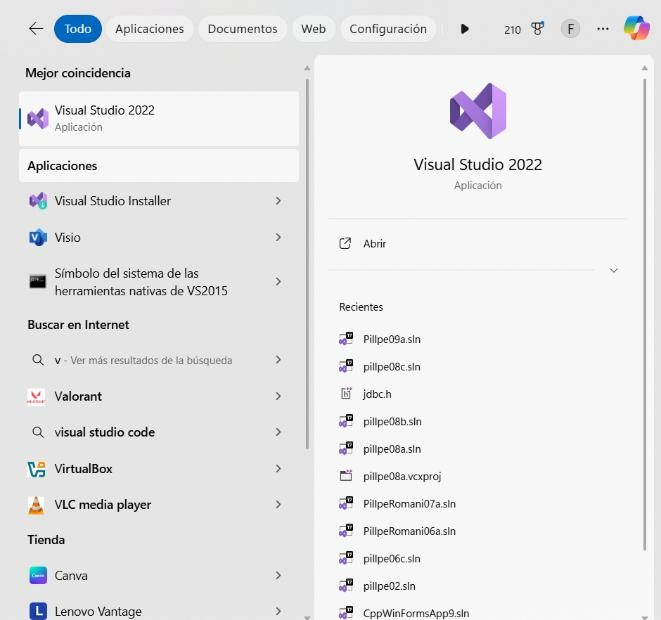 Todo Aplicaciones Documentos Web Configuración 210 F
Mejor coincidencia
Visual Studio 2022
Aplicación
Aplicaciones
Visual Studio Installer
Visio
Símbolo del sistema de las
herramientas nativas de VS2015
Buscar en Internet
v - Ver más resultados de la búsqueda
Valorant
visual studio code
VirtualBox
VLC media player
Tienda
Canva
Lenovo Vantage
Visual Studio 2022
Aplicación
Abrir
Recientes
Pillpe09a.sln
pillpe08c.sln
jdbc.h
pillpe08b.sln
pillpe08a.sln
pillpe08a.vcxproj
PillpeRomani07a.sln
PillpeRomani06a.sln
pillpe06c.sln
pillpe02.sln
CppWinFormsApp9.sln